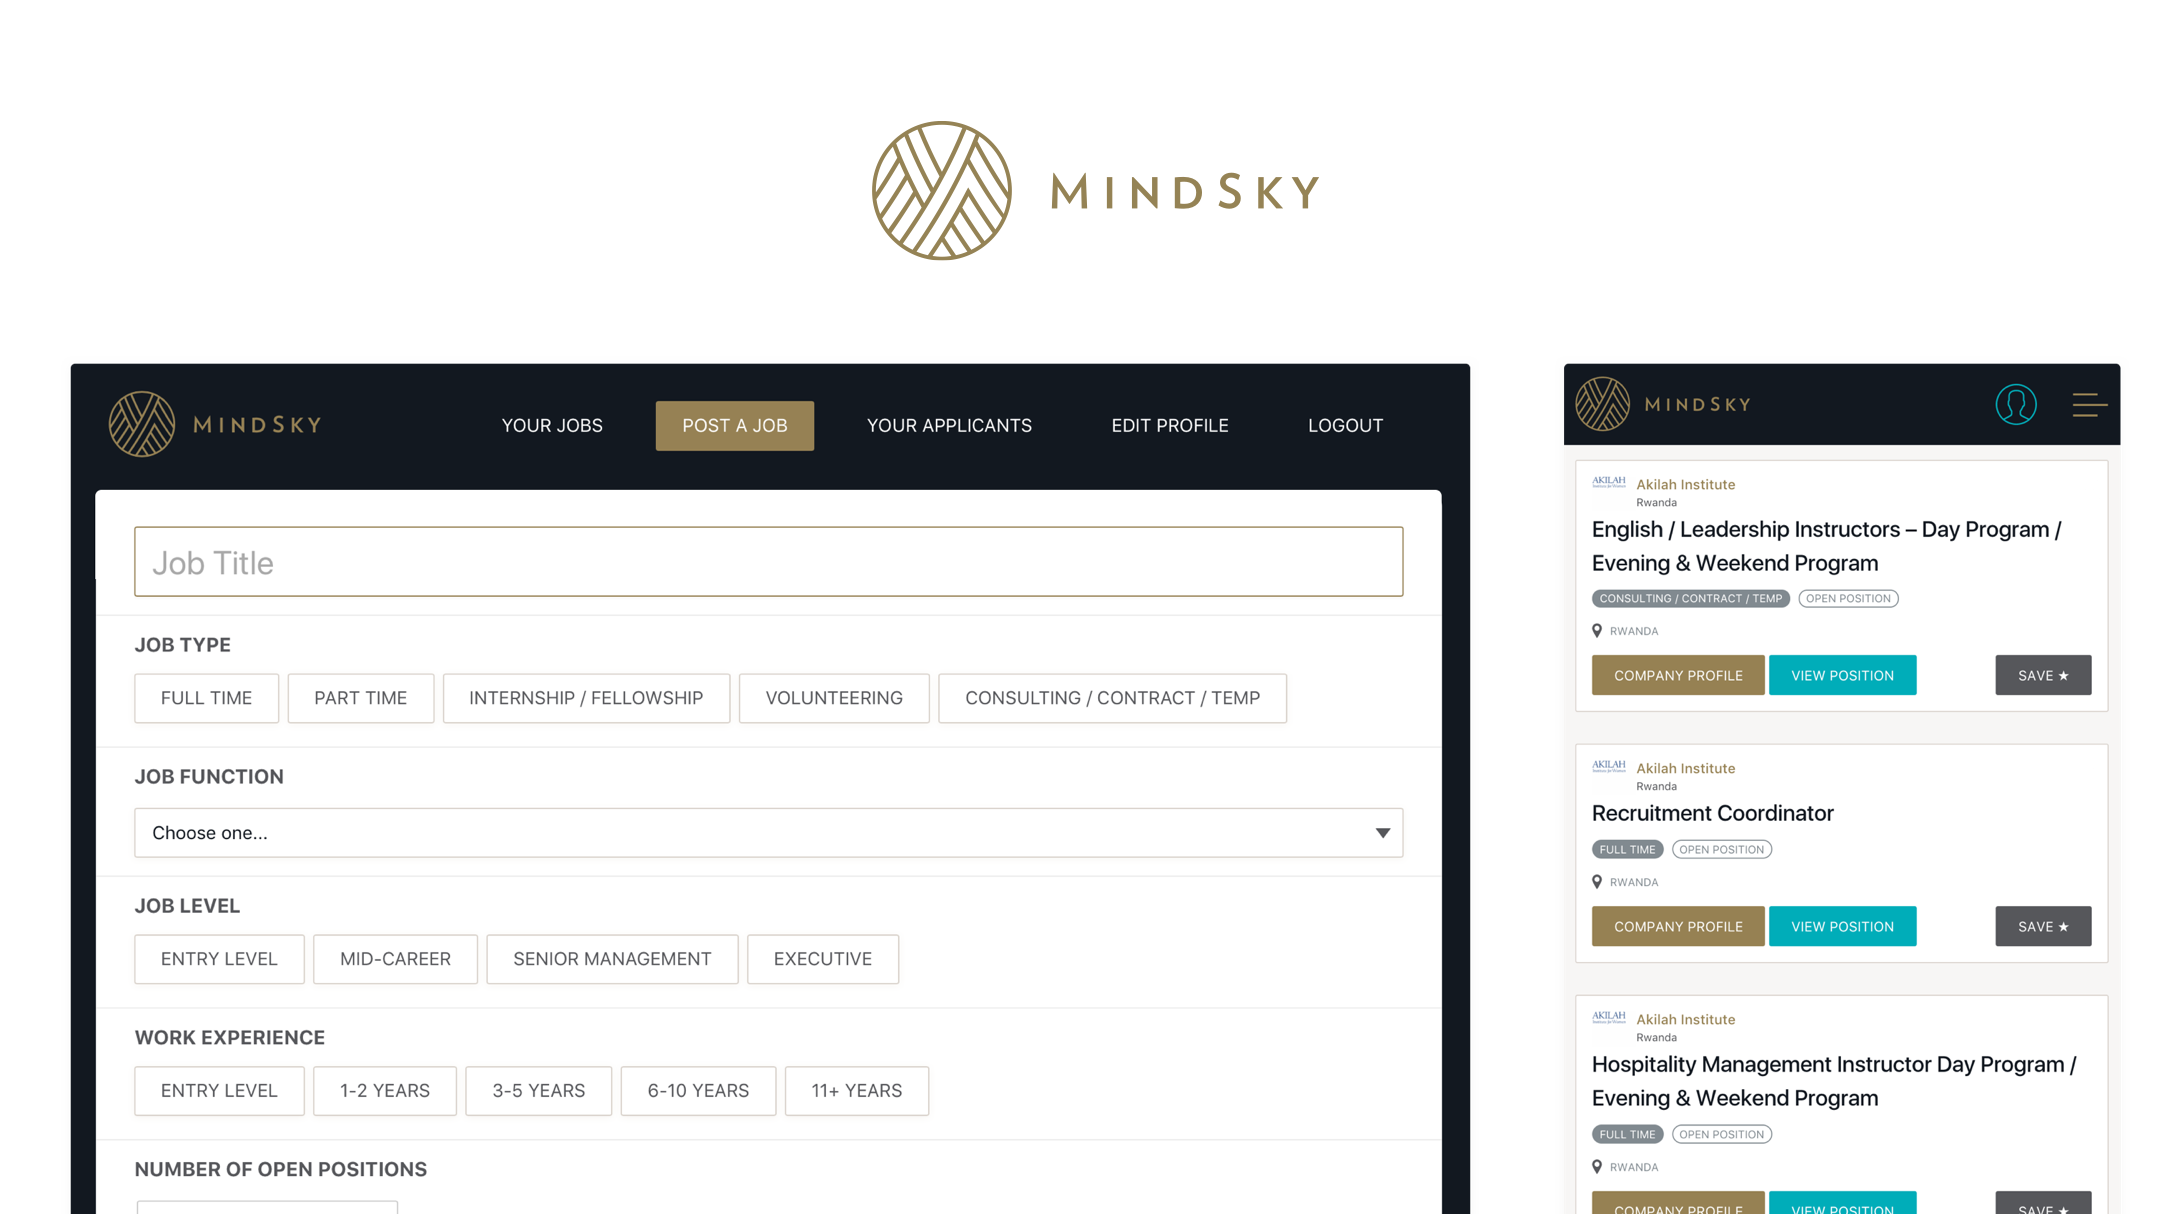 MINDSKY
MINDSKY
YOUR JOBS
POST A JOB
YOUR APPLICANTS
EDIT PROFILE
LOGOUT
Job Title
JOB TYPE
FULL TIME
PART TIME
INTERNSHIP / FELLOWSHIP
VOLUNTEERING
CONSULTING / CONTRACT / TEMP
JOB FUNCTION
Choose one...
JOB LEVEL
ENTRY LEVEL
MID-CAREER
SENIOR MANAGEMENT
EXECUTIVE
WORK EXPERIENCE
ENTRY LEVEL
1-2 YEARS
3-5 YEARS
6-10 YEARS
11+ YEARS
NUMBER OF OPEN POSITIONS
MINDSKY
AKILAH
Akilah Institute
Rwanda
English / Leadership Instructors – Day Program /
Evening & Weekend Program
CONSULTING / CONTRACT / TEMP
OPEN POSITION
RWANDA
COMPANY PROFILE
VIEW POSITION
SAVE ★
AKILAH
Akilah Institute
Rwanda
Recruitment Coordinator
FULL TIME
OPEN POSITION
RWANDA
COMPANY PROFILE
VIEW POSITION
SAVE ★
AKILAH
Akilah Institute
Rwanda
Hospitality Management Instructor Day Program /
Evening & Weekend Program
FULL TIME
OPEN POSITION
RWANDA
COMPANY PROFILE
VIEW POSITION
SAVE ★